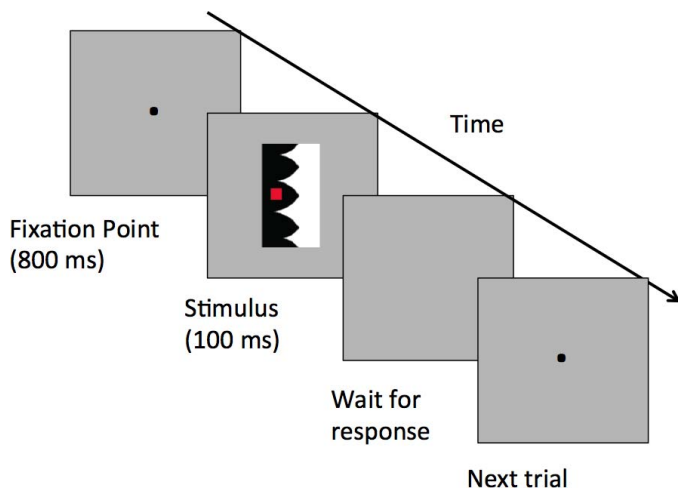 Time
Fixation Point
(800 ms)
Stimulus
(100 ms)
Wait for
response
Next trial